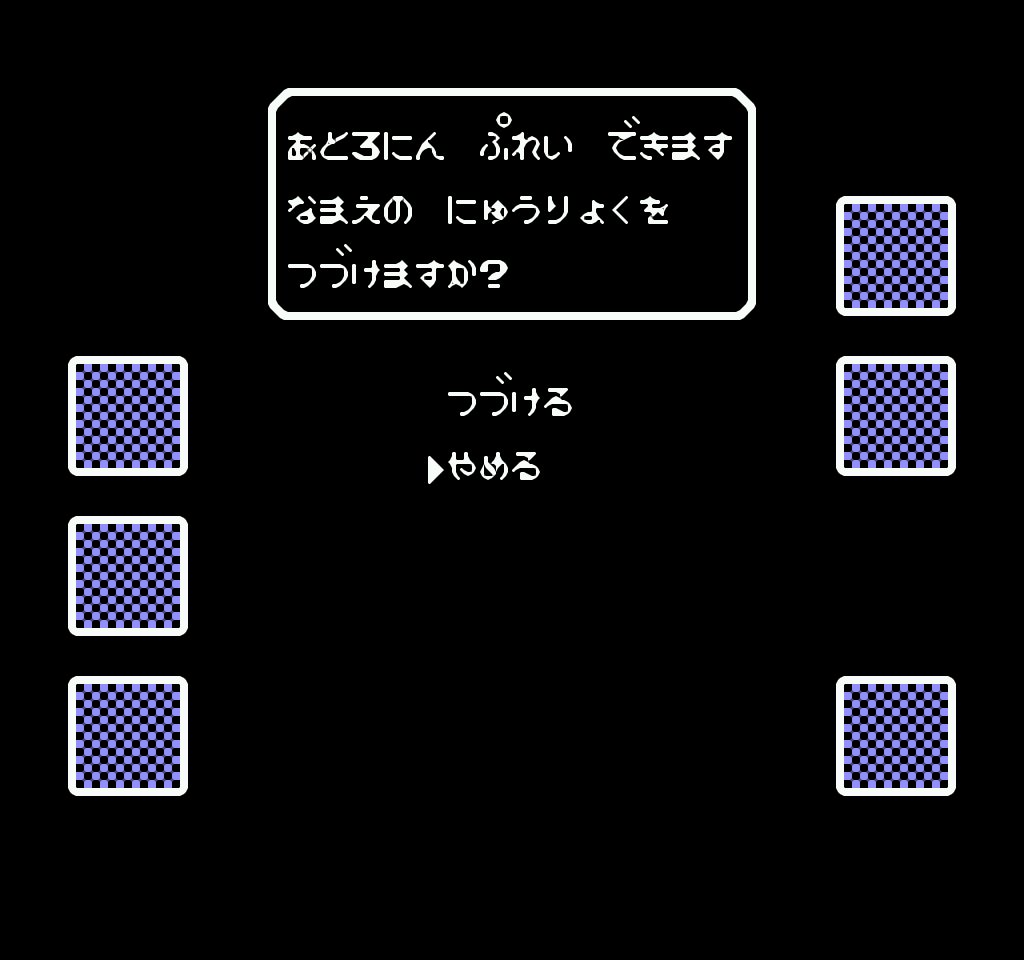 あと3にん ぷれい できます
なまえの にゅうりょくを
つづけますか?
つづける
▶やめる